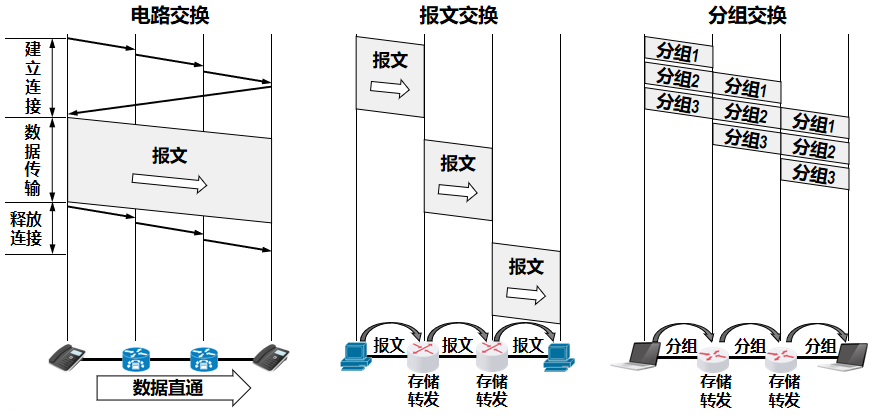 电路交换
建立连接
数据传输
释放
连接
报文
数据直通
报文交换
报文
报文
报文
报文
报文
报文
存储
转发
存储
转发
分组交换
分组1
分组2
分组3
分组1
分组2
分组3
分组1
分组2
分组3
分组
分组
分组
存储
转发
存储
转发